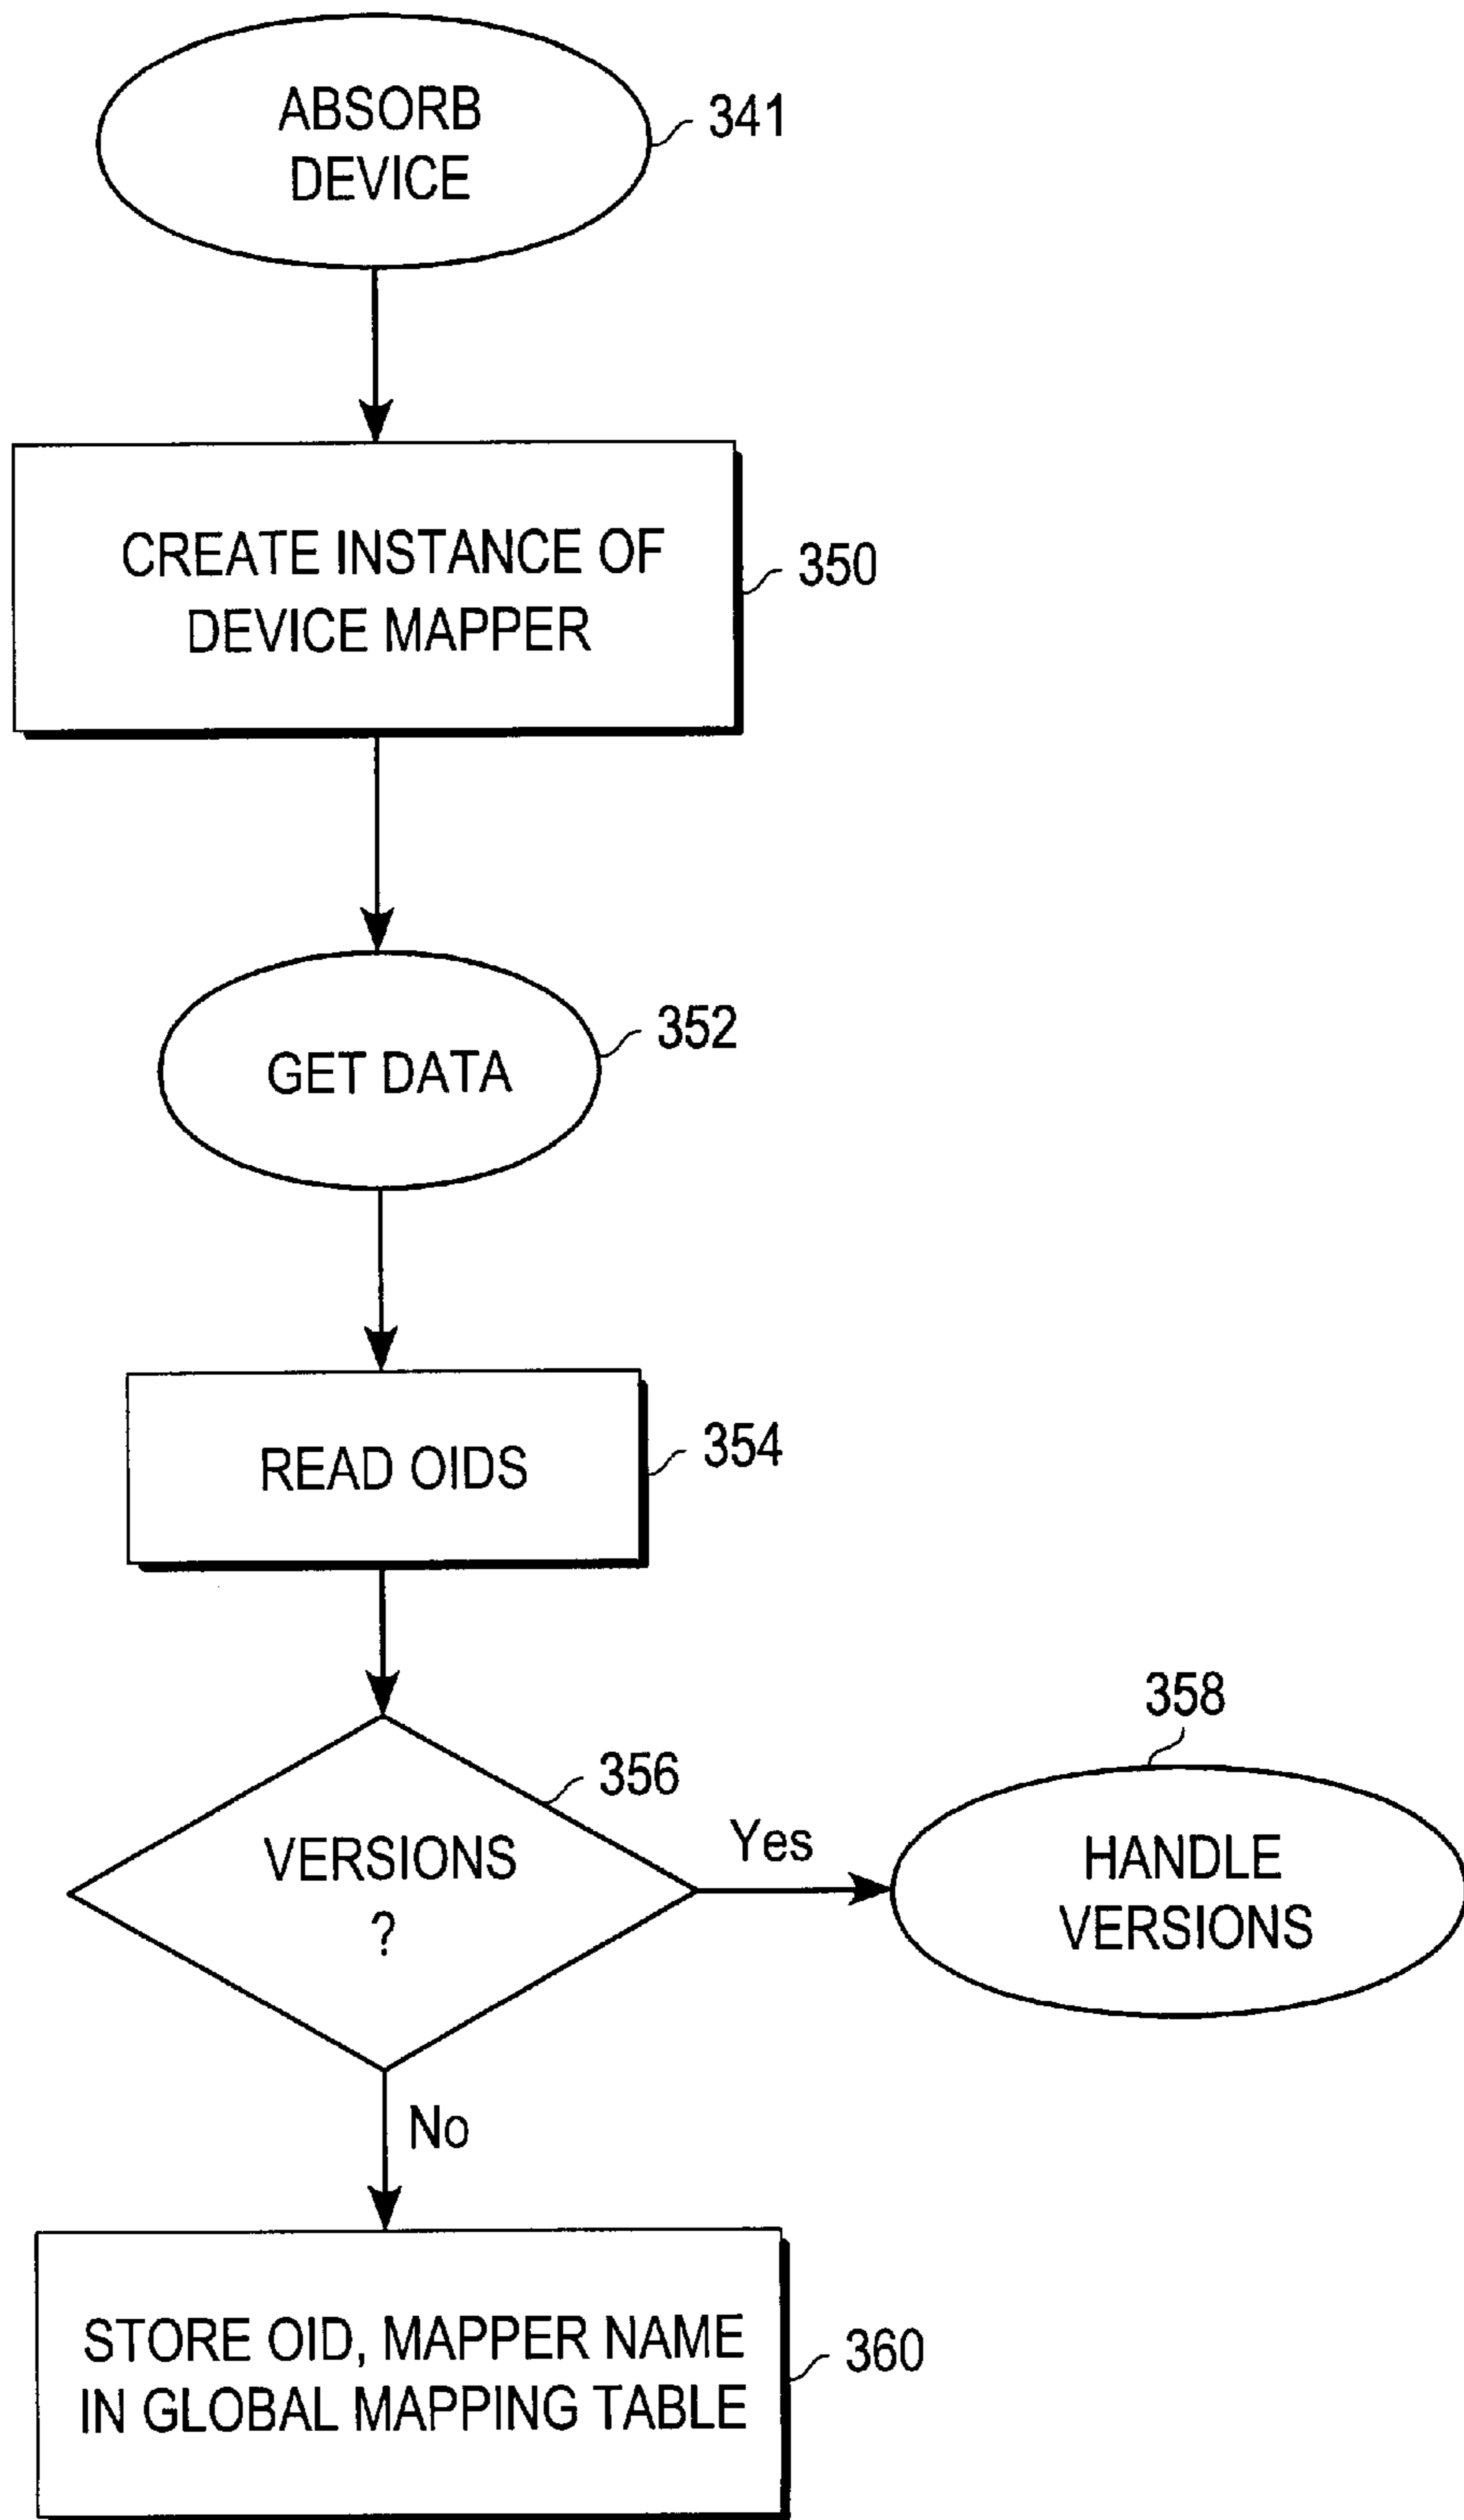 ABSORB
DEVICE
341
CREATE INSTANCE OF
DEVICE MAPPER
350
GET DATA
352
READ OIDS
354
VERSIONS
?
356
Yes
HANDLE
VERSIONS
358
No
STORE OID, MAPPER NAME
IN GLOBAL MAPPING TABLE
360